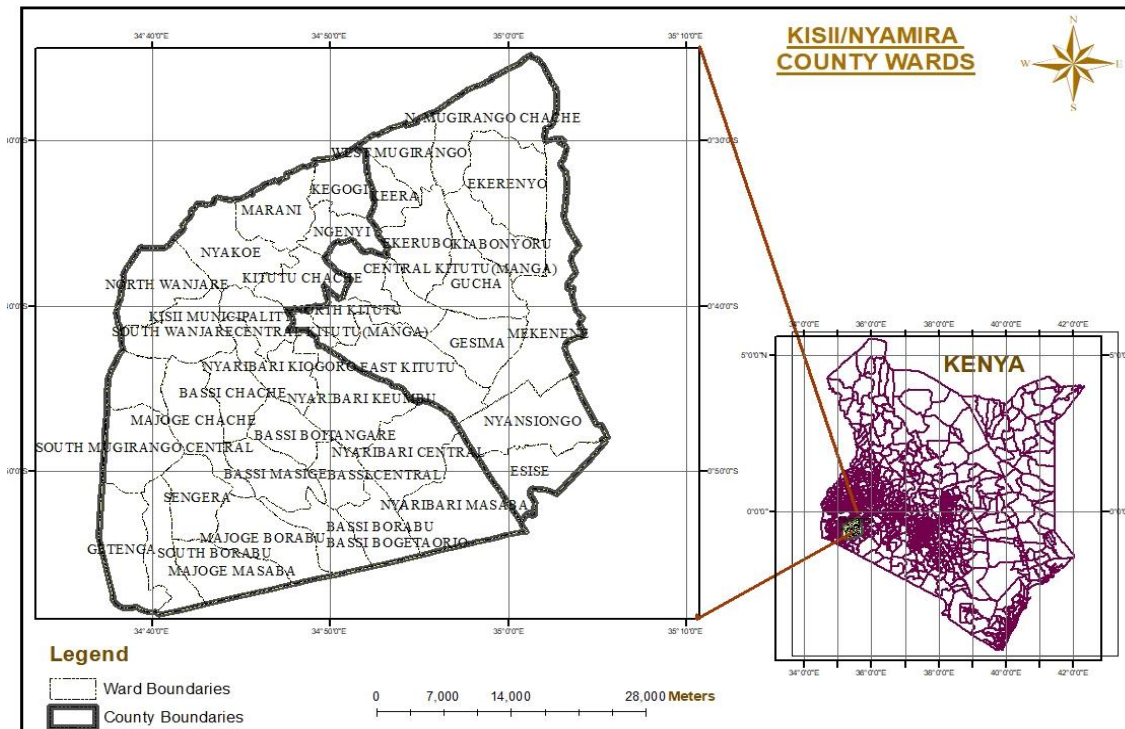 KISII/NYAMIRA
COUNTY WARDS
N
W
E
S
34°40'0"E
34°50'0"E
35°0'0"E
35°10'0"E
N. MUGIRANGO CHACHE
0°30'0"S
WEST MUGIRANGO
EKERENYO
KEGOGI
KEERA
MARANI
NGENYI
EKERUBO
KIABONYORU
NYAKOE
CENTRAL KITUTU(MANGA)
KITUTU CHACHE
GUCHA
NORTH WANJARE
0°40'0"S
NORTH KITUTU
KISII MUNICIPALITY
SOUTH WANJARE
CENTRAL KITUTU(MANGA)
MEKENENE
GESIMA
NYARIBARI KIOGORO
EAST KITUTU
BASSI CHACHE
NYARIBARI KEUMBU
MAJOGE CHACHE
NYANSIONGO
BASSI BOITANGARE
SOUTH MUGIRANGO CENTRAL
NYARIBARI CENTRAL
0°50'0"S
BASSI MASIGE
BASSI CENTRAL
ESISE
SENGERA
NYARIBARI MASABA
BASSI BORABU
MAJOGE BORABU
BASSI BOGETAORIO
GETENGA
SOUTH BORABU
MAJOGE MASABA
34°40'0"E
34°50'0"E
35°0'0"E
35°10'0"E
34°0'0"E
36°0'0"E
38°0'0"E
40°0'0"E
42°0'0"E
5°0'0"N
KENYA
0°0'0"
34°0'0"E
36°0'0"E
38°0'0"E
40°0'0"E
42°0'0"E
Legend
Ward Boundaries
County Boundaries
0 7,000 14,000 28,000 Meters